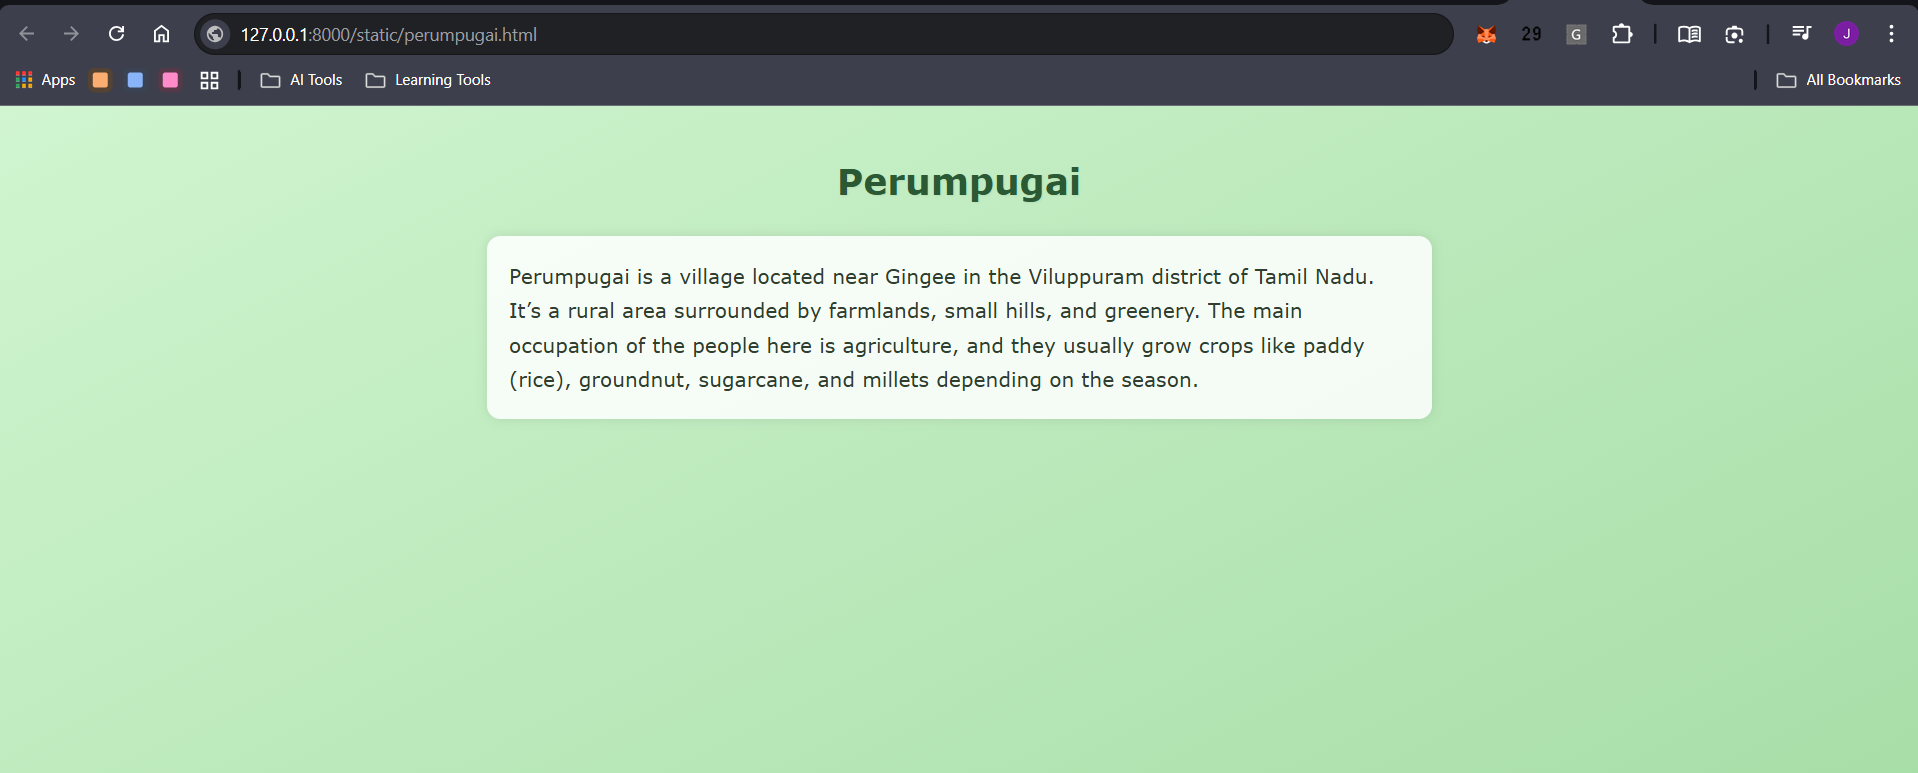 127.0.0.1:8000/static/perumpugai.html
29
G
J
Apps
AI Tools
Learning Tools
All Bookmarks
Perumpugai
Perumpugai is a village located near Gingee in the Viluppuram district of Tamil Nadu.
It’s a rural area surrounded by farmlands, small hills, and greenery. The main
occupation of the people here is agriculture, and they usually grow crops like paddy
(rice), groundnut, sugarcane, and millets depending on the season.